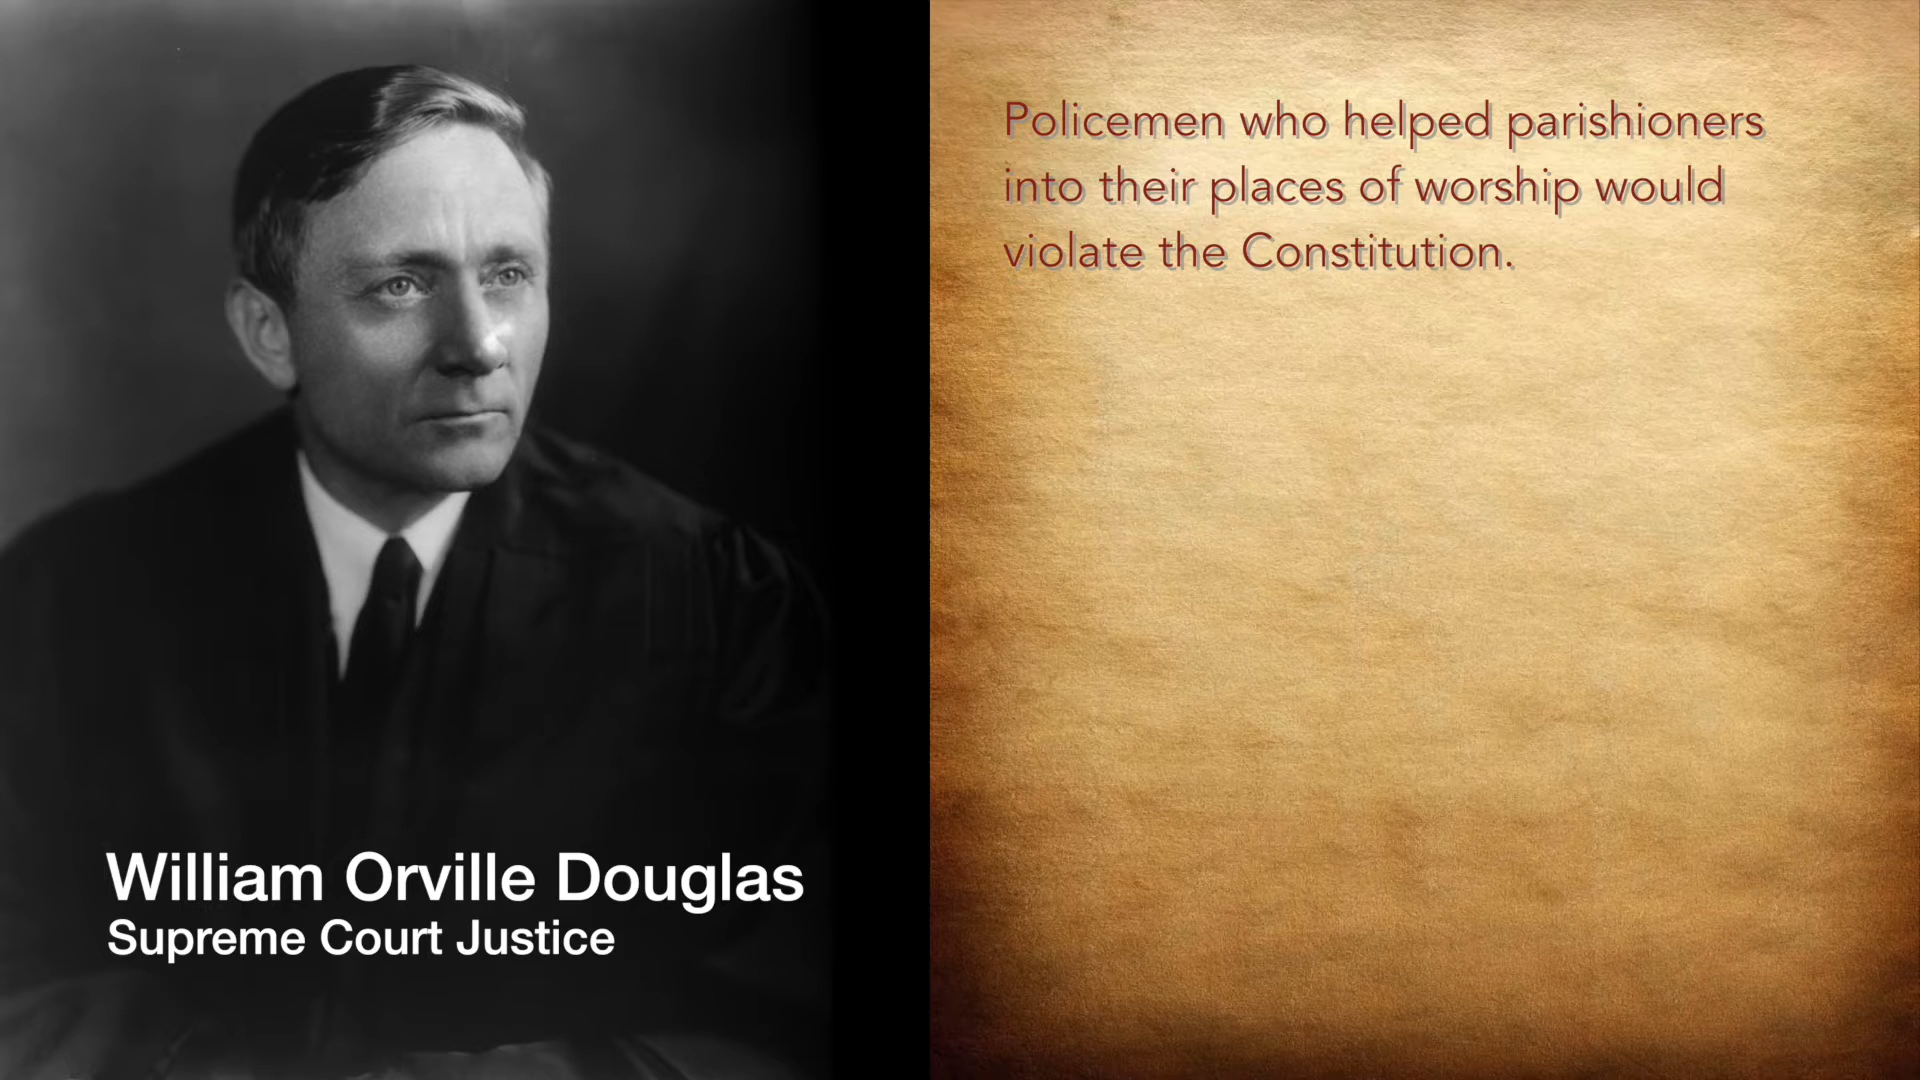 Policemen who helped parishioners
into their places of worship would
violate the Constitution.
William Orville Douglas
Supreme Court Justice